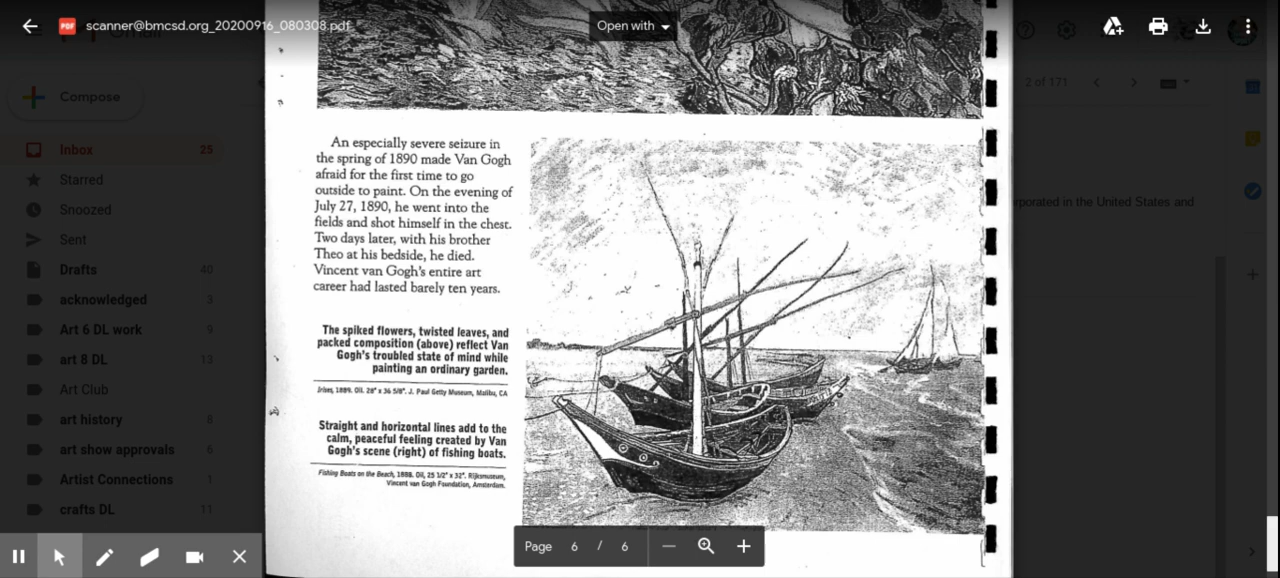 scanner@bmcsd.org_20200916_080308.pdf
Open with
Compose
2 of 171
Inbox 25
Starred
Snoozed
Sent
Drafts 40
acknowledged 3
Art 6 DL work 9
art 8 DL 13
Art Club
art history 8
art show approvals 6
Artist Connections 1
crafts DL 11
An especially severe seizure in
the spring of 1890 made Van Gogh
afraid for the first time to go
outside to paint. On the evening of
July 27, 1890, he went into the
fields and shot himself in the chest.
Two days later, with his brother
Theo at his bedside, he died.
Vincent van Gogh's entire art
career had lasted barely ten years.
The spiked flowers, twisted leaves, and
packed composition (above) reflect Van
Gogh's troubled state of mind while
painting an ordinary garden.
Irises, 1889. Oil. 28" x 36 5/8". J. Paul Getty Museum, Malibu, CA
Straight and horizontal lines add to the
calm, peaceful feeling created by Van
Gogh's scene (right) of fishing boats.
Fishing Boats on the Beach, 1888. Oil, 25 1/2" x 32". Rijksmuseum,
Vincent van Gogh Foundation, Amsterdam.
rporated in the United States and
Page 6 / 6